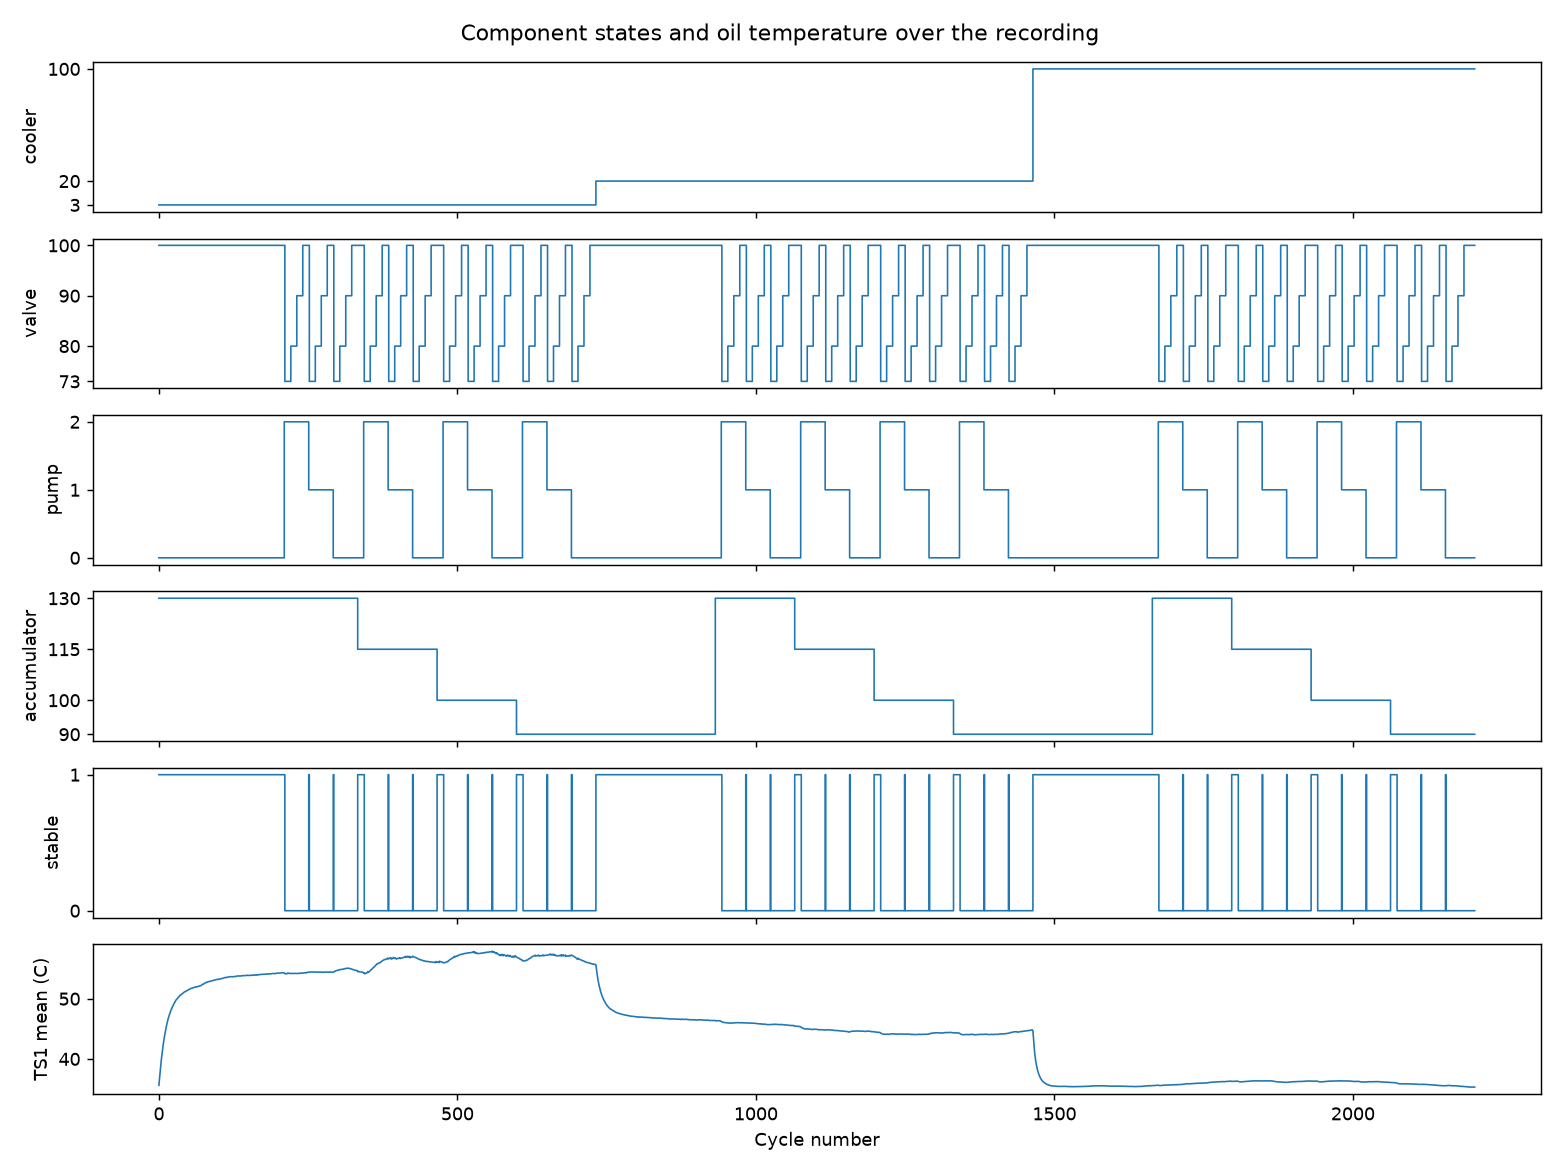 Component states and oil temperature over the recording
100
20
3
cooler
100
90
80
73
valve
2
1
0
pump
130
115
100
90
accumulator
1
0
stable
50
40
TS1 mean (C)
0 500 1000 1500 2000
Cycle number